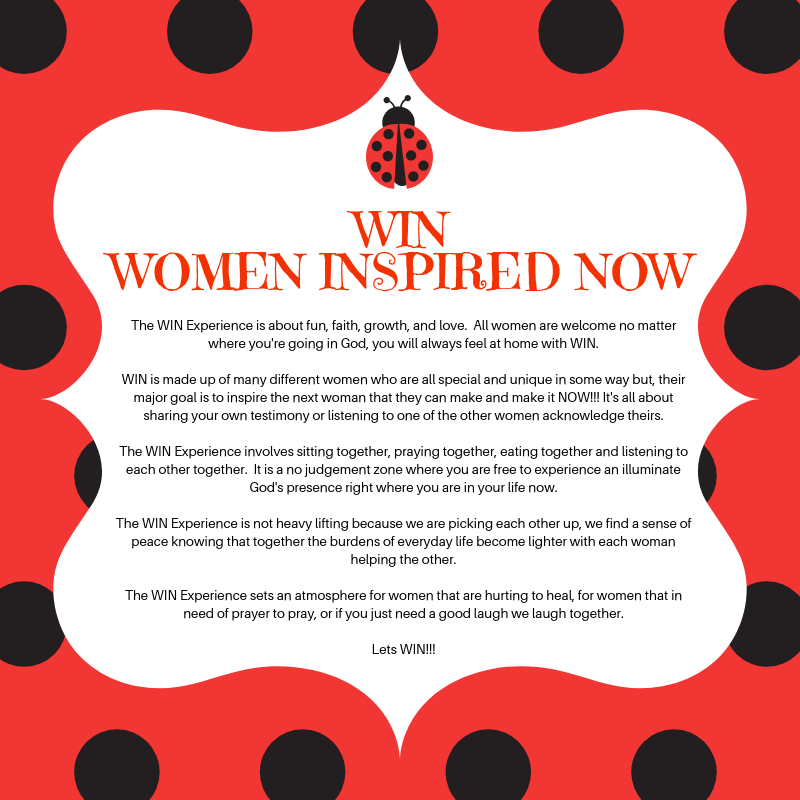 WIN
WOMEN INSPIRED NOW
The WIN Experience is about fun, faith, growth, and love.  All women are welcome no matter
where you're going in God, you will always feel at home with WIN.
WIN is made up of many different women who are all special and unique in some way but, their
major goal is to inspire the next woman that they can make and make it NOW!!! It's all about
sharing your own testimony or listening to one of the other women acknowledge theirs.
The WIN Experience involves sitting together, praying together, eating together and listening to
each other together.  It is a no judgement zone where you are free to experience an illuminate
God's presence right where you are in your life now.
The WIN Experience is not heavy lifting because we are picking each other up, we find a sense of
peace knowing that together the burdens of everyday life become lighter with each woman
helping the other.
The WIN Experience sets an atmosphere for women that are hurting to heal, for women that in
need of prayer to pray, or if you just need a good laugh we laugh together.
Lets WIN!!!